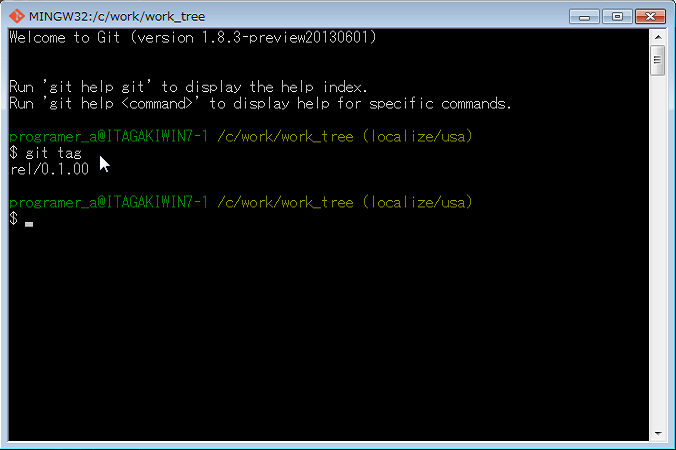 MINGW32:/c/work/work_tree
Welcome to Git (version 1.8.3-preview20130601)
Run 'git help git' to display the help index.
Run 'git help <command>' to display help for specific commands.
programer_a@ITAGAKIWIN7-1 /c/work/work_tree (localize/usa)
$ git tag
rel/0.1.00
programer_a@ITAGAKIWIN7-1 /c/work/work_tree (localize/usa)
$